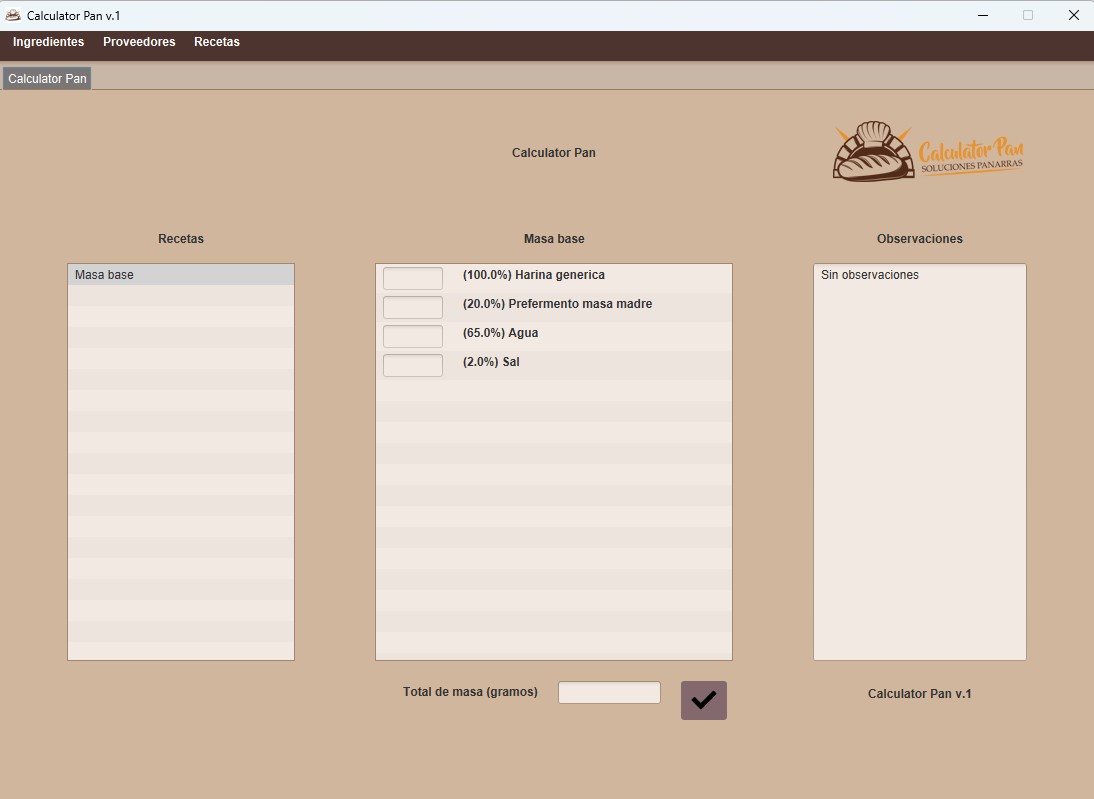 Calculator Pan v.1
Ingredientes Proveedores Recetas
Calculator Pan
Calculator Pan
Calculator Pan
SOLUCIONES PANARRAS
Recetas
Masa base
Masa base
(100.0%) Harina generica
(20.0%) Prefermento masa madre
(65.0%) Agua
(2.0%) Sal
Total de masa (gramos)
Observaciones
Sin observaciones
Calculator Pan v.1